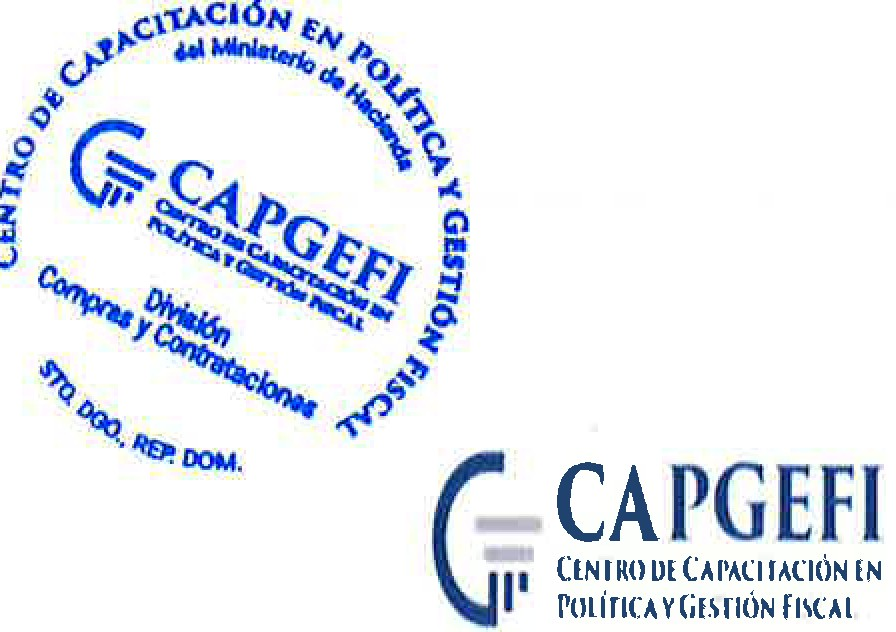 CENTRO DE CAPACITACIÓN EN POLÍTICA Y GESTIÓN FISCAL
del Ministerio de Hacienda
CAPGEFI
CENTRO DE CAPACITACIÓN EN
POLÍTICA Y GESTIÓN FISCAL
División
Compras y Contrataciones
STO. DGO., REP. DOM.
CAPGEFI
CENTRO DE CAPACITACIÓN EN
POLÍTICA Y GESTIÓN FISCAL